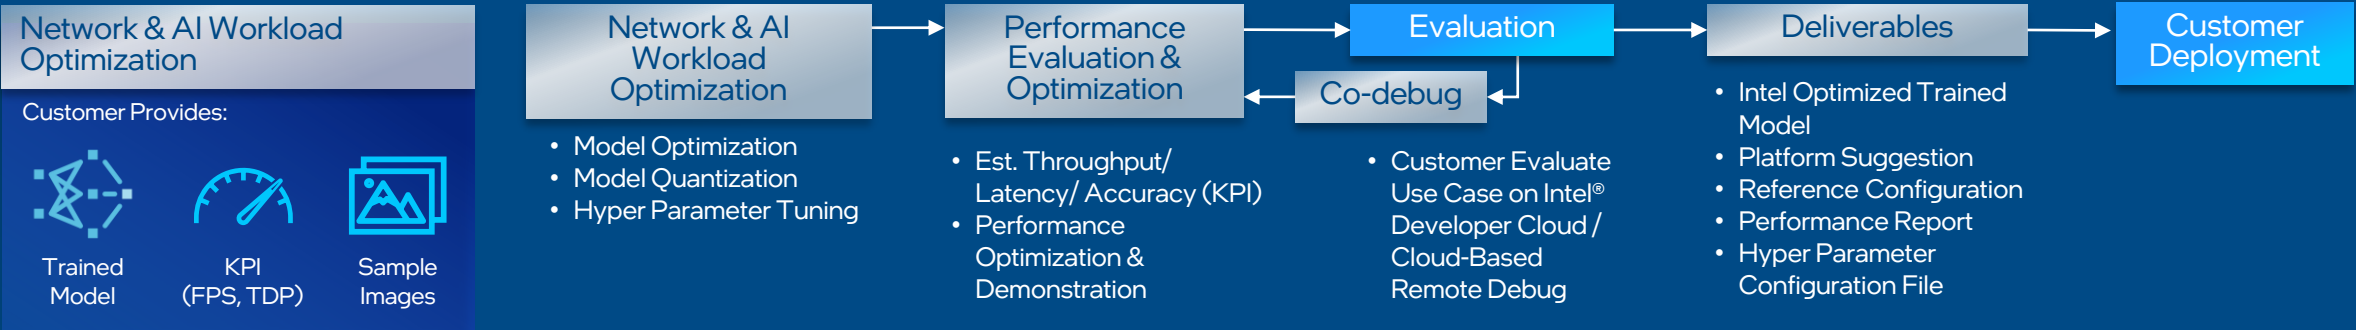 Network & AI Workload
Optimization
Customer Provides:
Trained
Model
KPI
(FPS, TDP)
Sample
Images
Network & AI
Workload
Optimization
• Model Optimization
• Model Quantization
• Hyper Parameter Tuning
Performance
Evaluation &
Optimization
• Est. Throughput/
Latency/ Accuracy (KPI)
• Performance
Optimization &
Demonstration
Evaluation
Co-debug
• Customer Evaluate
Use Case on Intel®
Developer Cloud /
Cloud-Based
Remote Debug
Deliverables
• Intel Optimized Trained
Model
• Platform Suggestion
• Reference Configuration
• Performance Report
• Hyper Parameter
Configuration File
Customer
Deployment